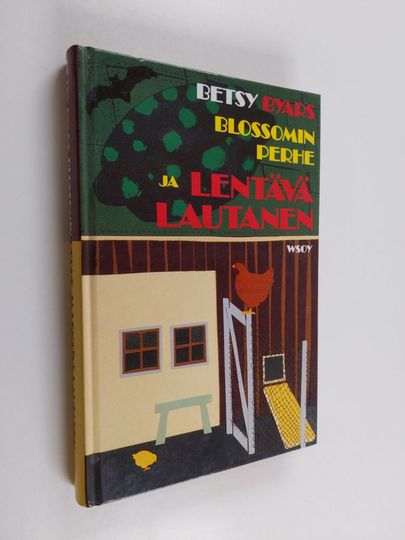 BETSY BYARS
BLOSSOMIN
PERHE
JA LENTÄVÄ
LAUTANEN
WSOY